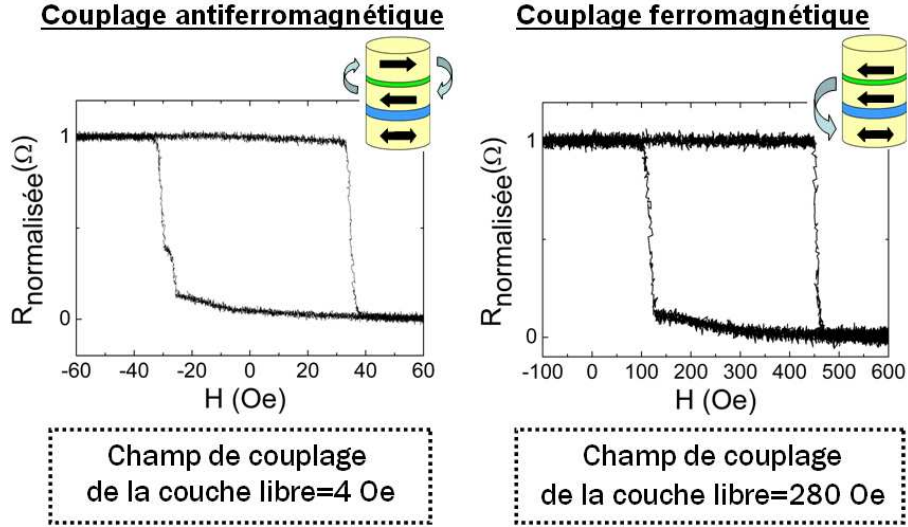 Couplage antiferromagnétique
R normalisée (Ω)
1
0
-60 -40 -20 0 20 40 60
H (Oe)
Champ de couplage
de la couche libre=4 Oe
Couplage ferromagnétique
R normalisée (Ω)
1
0
-100 0 100 200 300 400 500 600
H (Oe)
Champ de couplage
de la couche libre=280 Oe